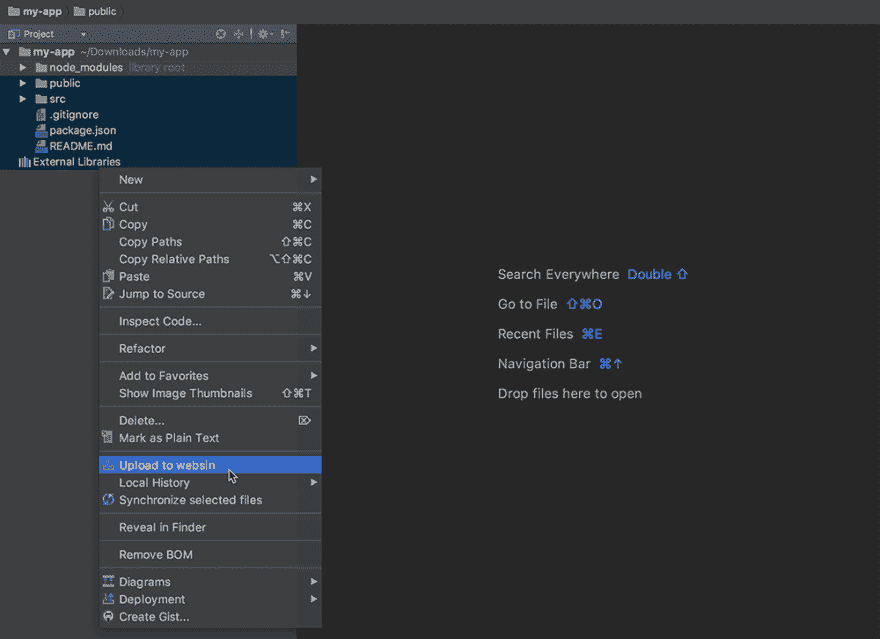 my-app public
Project
my-app ~/Downloads/my-app
node_modules library root
public
src
.gitignore
package.json
README.md
External Libraries
New
Cut ⌘X
Copy ⌘C
Copy Paths ⇧⌘C
Copy Relative Paths ⌥⇧⌘C
Paste ⌘V
Jump to Source ⌘↓
Inspect Code...
Refactor
Add to Favorites
Show Image Thumbnails ⇧⌘T
Delete... ⌦
Mark as Plain Text
Upload to websin
Local History
Synchronize selected files
Reveal in Finder
Remove BOM
Diagrams
Deployment
Create Gist...
Search Everywhere Double ⇧
Go to File ⇧⌘O
Recent Files ⌘E
Navigation Bar ⌘↑
Drop files here to open